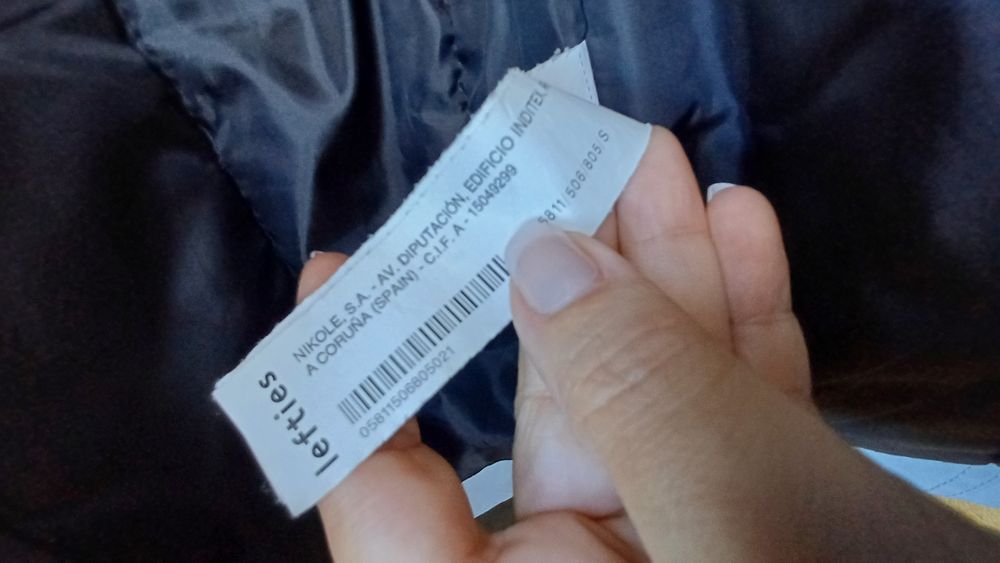 lefties
NIKOLE, S.A. - AV. DIPUTACIÓN, EDIFICIO INDITEX,
A CORUÑA (SPAIN) - C.I.F. A - 15049299
05811506805021
5811/506/805/S